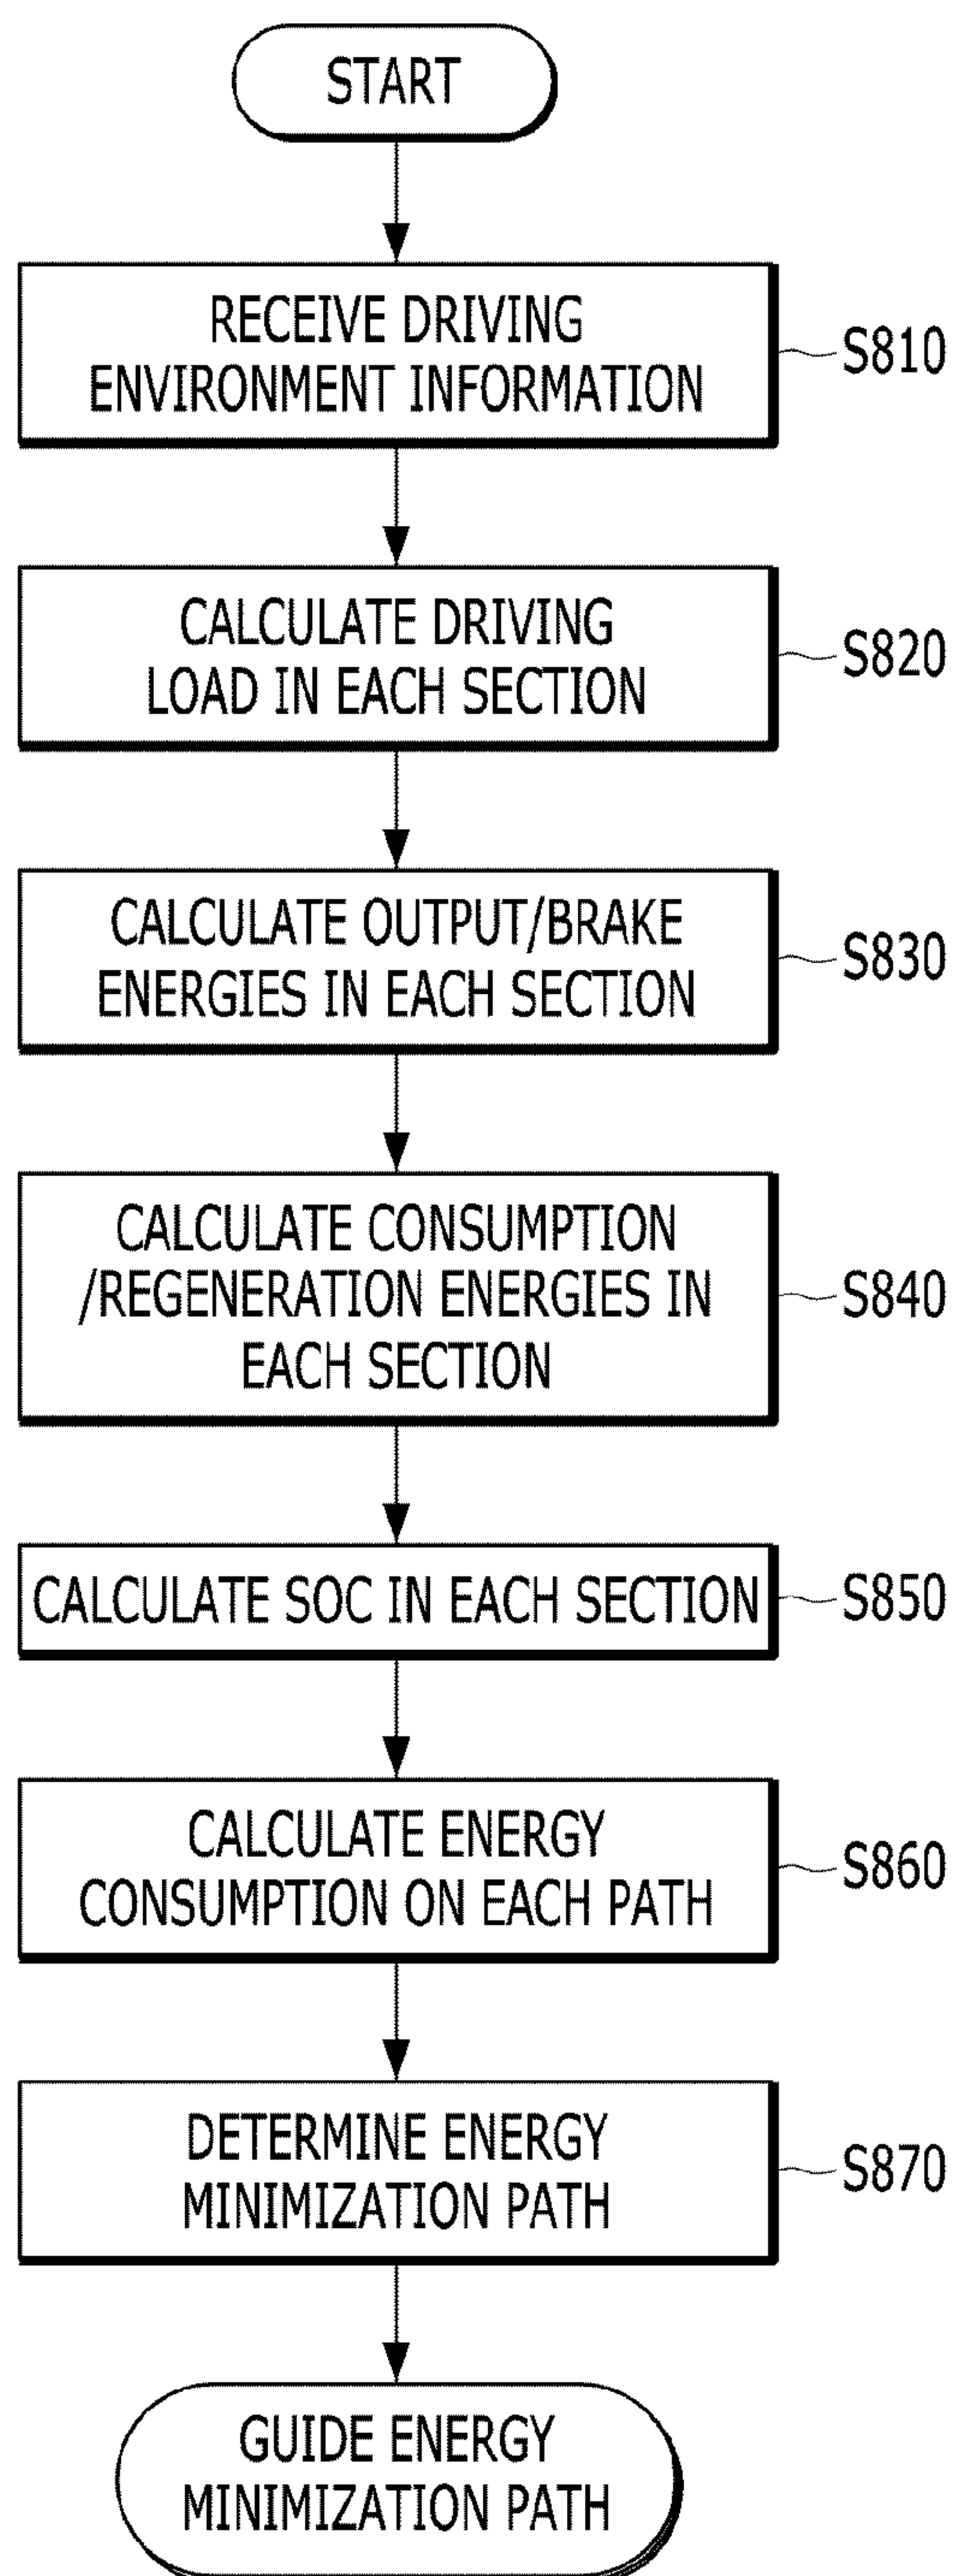 START
RECEIVE DRIVING
ENVIRONMENT INFORMATION
S810
CALCULATE DRIVING
LOAD IN EACH SECTION
S820
CALCULATE OUTPUT/BRAKE
ENERGIES IN EACH SECTION
S830
CALCULATE CONSUMPTION
/REGENERATION ENERGIES IN
EACH SECTION
S840
CALCULATE SOC IN EACH SECTION
S850
CALCULATE ENERGY
CONSUMPTION ON EACH PATH
S860
DETERMINE ENERGY
MINIMIZATION PATH
S870
GUIDE ENERGY
MINIMIZATION PATH